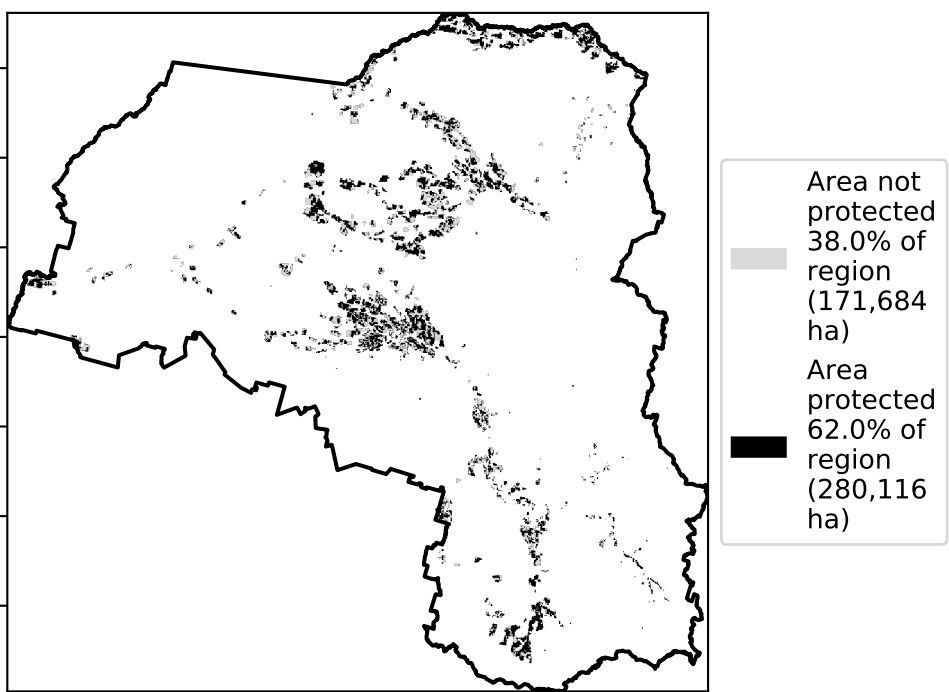 Area not
protected
38.0% of
region
(171,684
ha)
Area
protected
62.0% of
region
(280,116
ha)